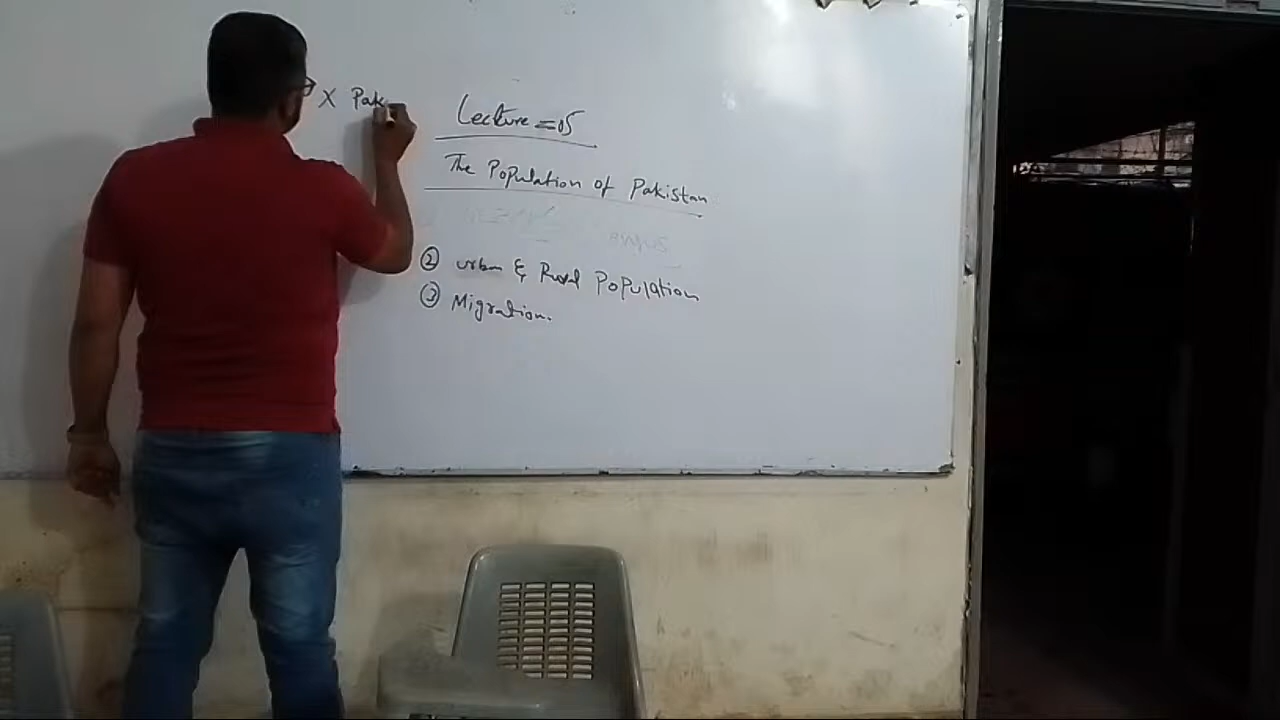 X Pak
Lecture = 05
The Population of Pakistan
② urban & Rural Population
③ Migration.